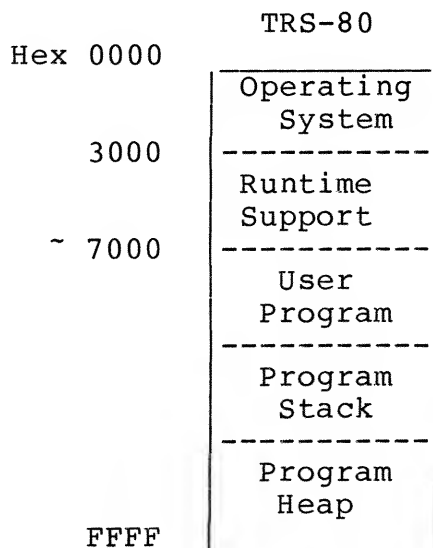 TRS-80
Hex 0000
Operating
System
3000
Runtime
Support
~ 7000
User
Program
Program
Stack
Program
Heap
FFFF